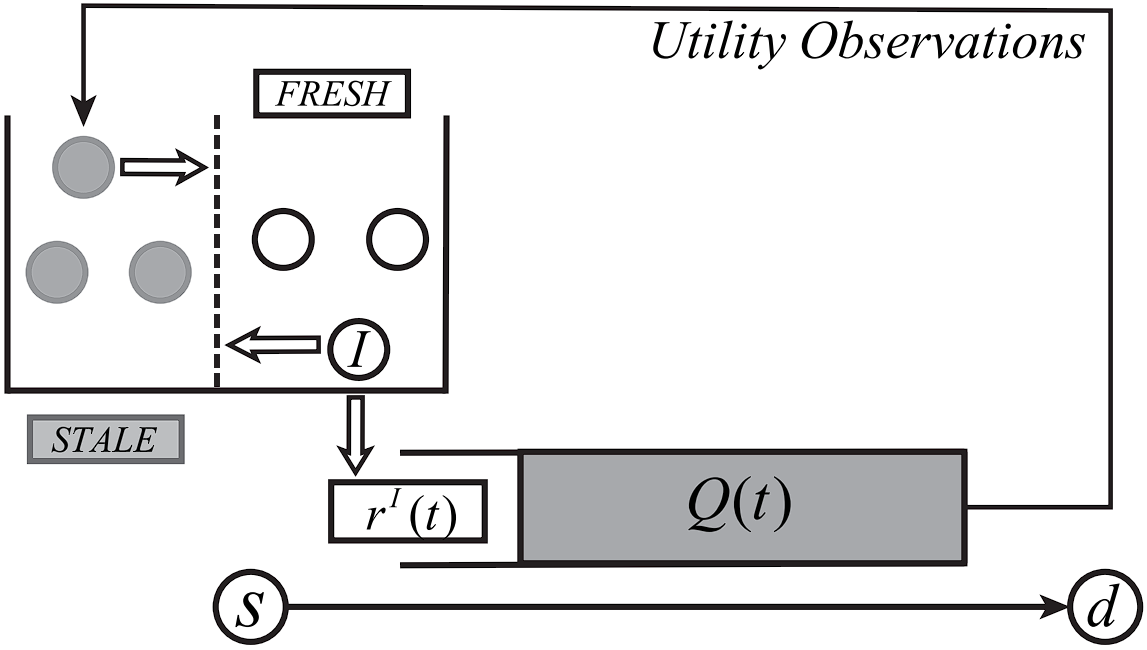 Utility Observations
FRESH
I
STALE
r^I(t)
Q(t)
s
d